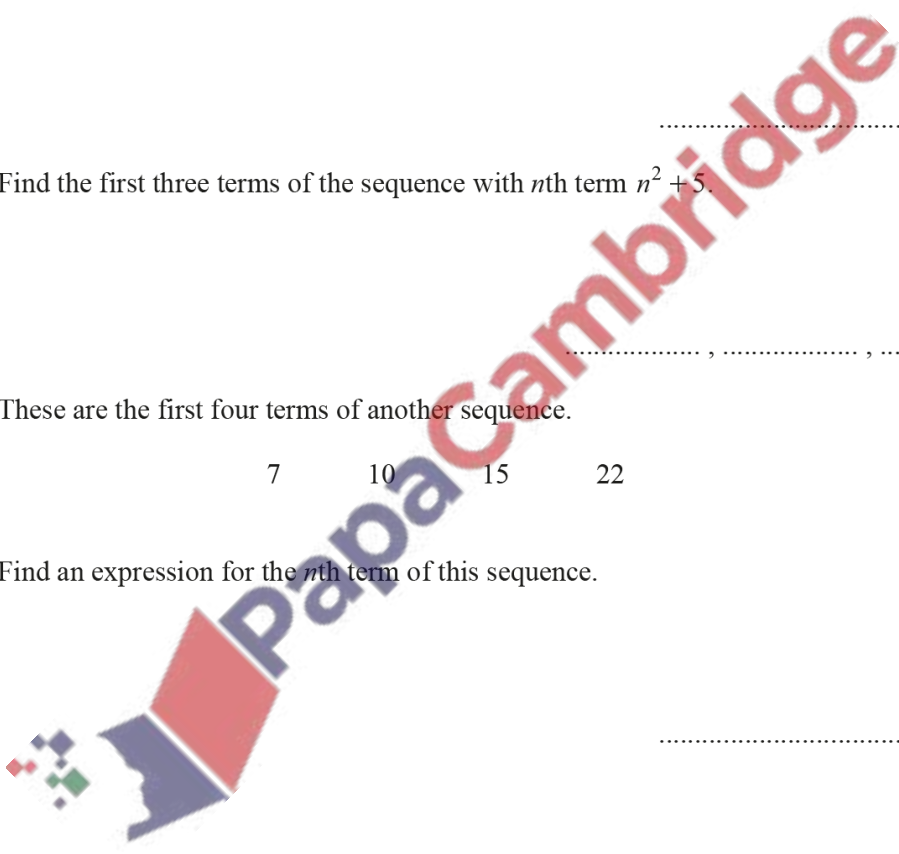 ....................................
Find the first three terms of the sequence with nth term n² + 5.
................... , ................... , ...
These are the first four terms of another sequence.
7 10 15 22
Find an expression for the nth term of this sequence.
....................................
PapaCambridge